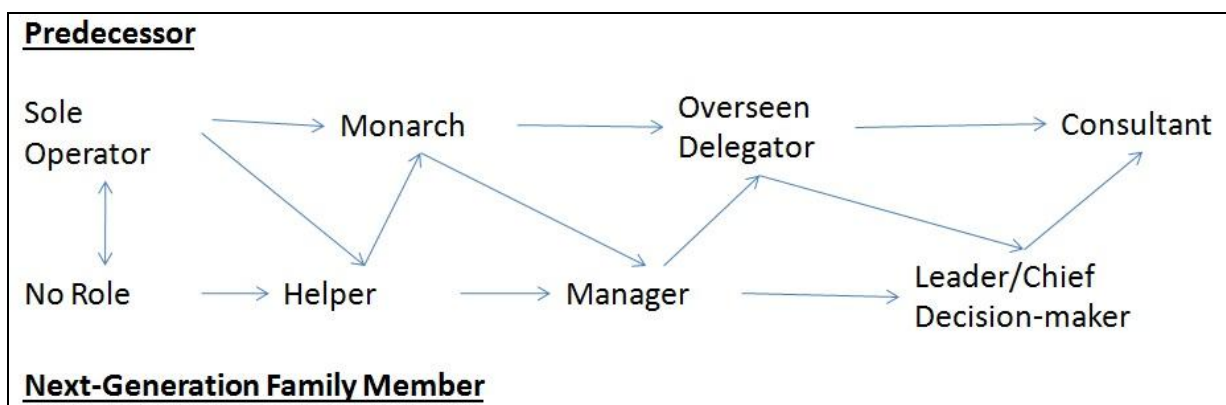 Predecessor
Sole
Operator
Monarch
Overseen
Delegator
Consultant
No Role
Helper
Manager
Leader/Chief
Decision-maker
Next-Generation Family Member